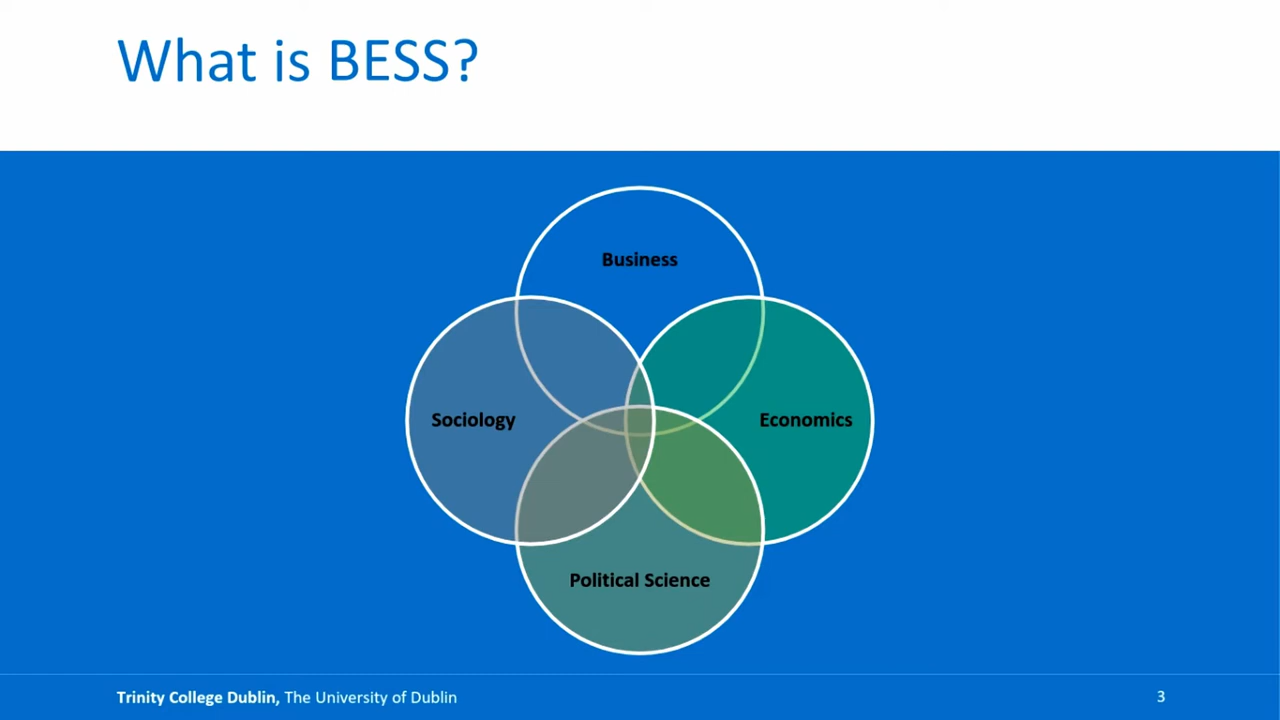 What is BESS?
Business
Sociology
Economics
Political Science
Trinity College Dublin, The University of Dublin
3